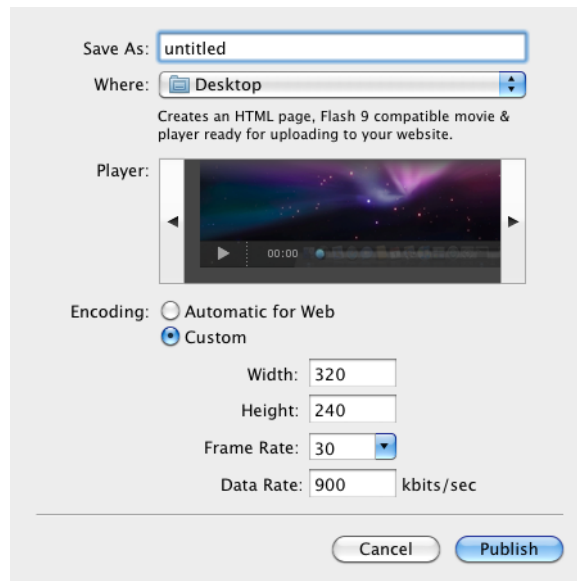 Save As: untitled
Where: Desktop
Creates an HTML page, Flash 9 compatible movie &
player ready for uploading to your website.
Player:
00:00
Encoding: Automatic for Web
Custom
Width: 320
Height: 240
Frame Rate: 30
Data Rate: 900 kbits/sec
Cancel Publish